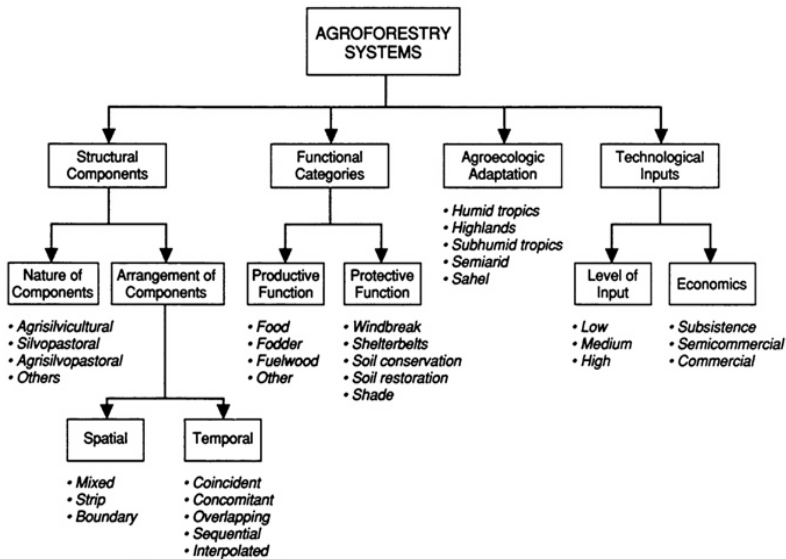 AGROFORESTRY
SYSTEMS
Structural
Components
Functional
Categories
Agroecologic
Adaptation
Technological
Inputs
• Humid tropics
• Highlands
• Subhumid tropics
• Semiarid
• Sahel
Nature of
Components
Arrangement of
Components
Productive
Function
Protective
Function
Level of
Input
Economics
• Agrisilvicultural
• Silvopastoral
• Agrisilvopastoral
• Others
• Food
• Fodder
• Fuelwood
• Other
• Windbreak
• Shelterbelts
• Soil conservation
• Soil restoration
• Shade
• Low
• Medium
• High
• Subsistence
• Semicommercial
• Commercial
Spatial
Temporal
• Mixed
• Strip
• Boundary
• Coincident
• Concomitant
• Overlapping
• Sequential
• Interpolated